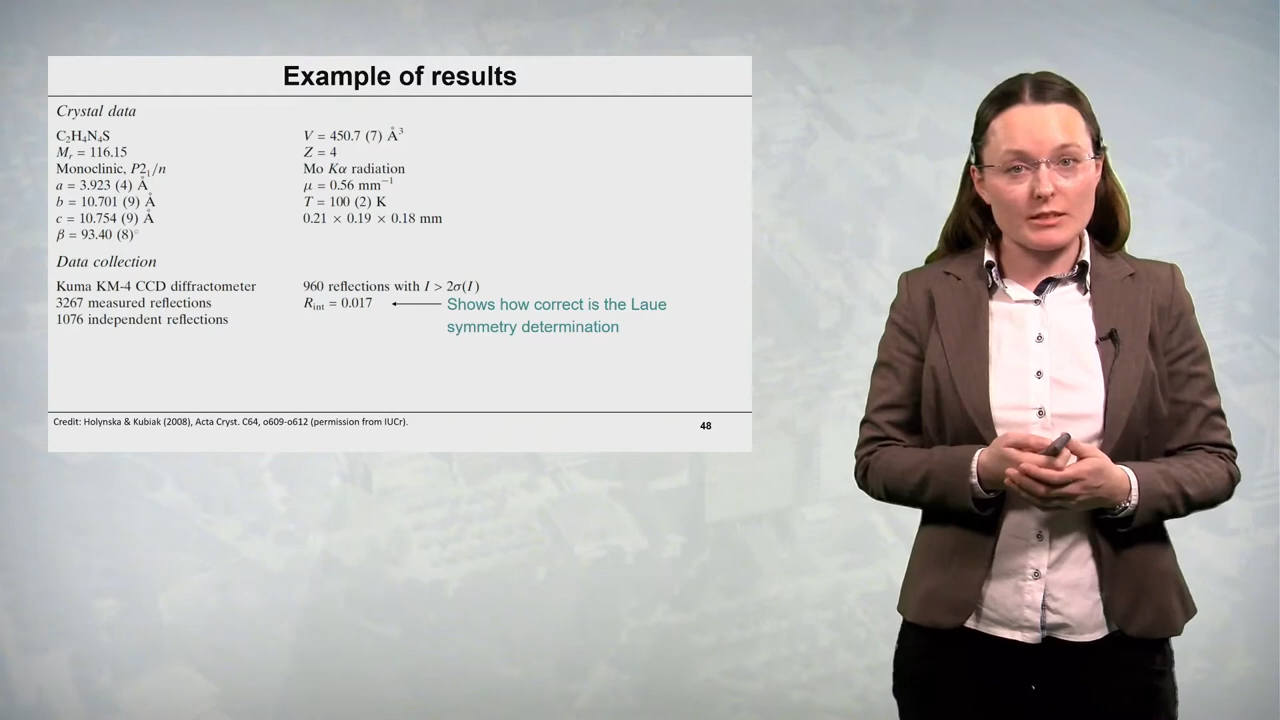 Example of results
Crystal data
C₂H₄N₄S
Mᵣ = 116.15
Monoclinic, P2₁/n
a = 3.923 (4) Å
b = 10.701 (9) Å
c = 10.754 (9) Å
β = 93.40 (8)°
V = 450.7 (7) Å³
Z = 4
Mo Kα radiation
μ = 0.56 mm⁻¹
T = 100 (2) K
0.21 × 0.19 × 0.18 mm
Data collection
Kuma KM-4 CCD diffractometer
3267 measured reflections
1076 independent reflections
960 reflections with I > 2σ(I)
Rint = 0.017
Shows how correct is the Laue
symmetry determination
Credit: Holynska & Kubiak (2008), Acta Cryst. C64, o609-o612 (permission from IUCr).
48